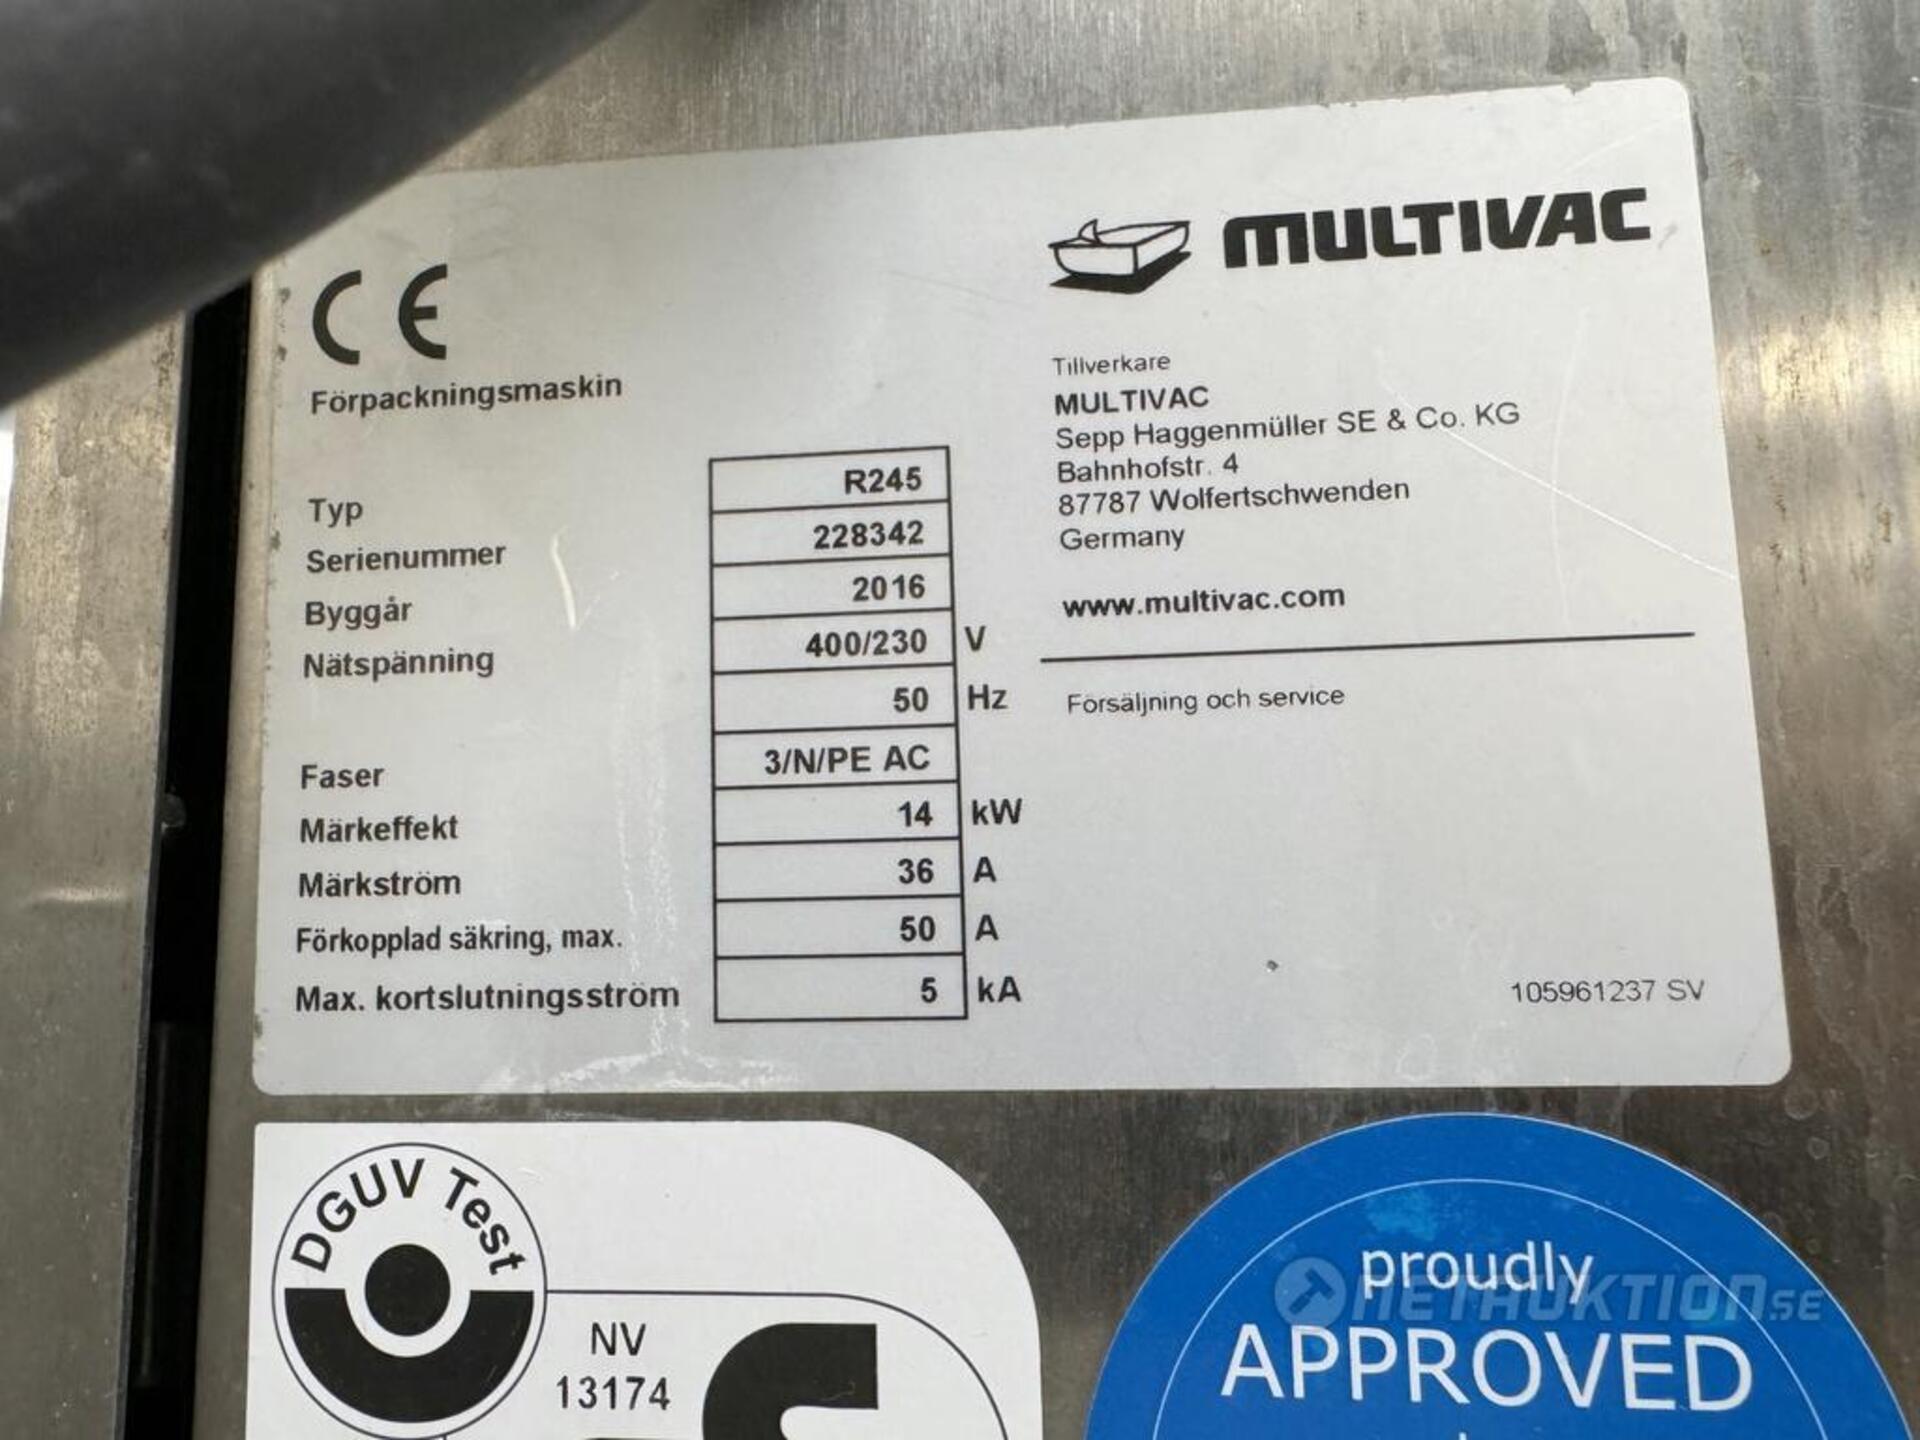 CE
Förpackningsmaskin
Typ R245
Serienummer 228342
Byggår 2016
Nätspänning 400/230 V
50 Hz
Faser 3/N/PE AC
Märkeffekt 14 kW
Märkström 36 A
Förkopplad säkring, max. 50 A
Max. kortslutningsström 5 kA
MULTIVAC
Tillverkare
MULTIVAC
Sepp Haggenmüller SE & Co. KG
Bahnhofstr. 4
87787 Wolfertschwenden
Germany
www.multivac.com
Försäljning och service
105961237 SV
DGUV Test
NV
13174
proudly
APPROVED
NETAUKTION.SE